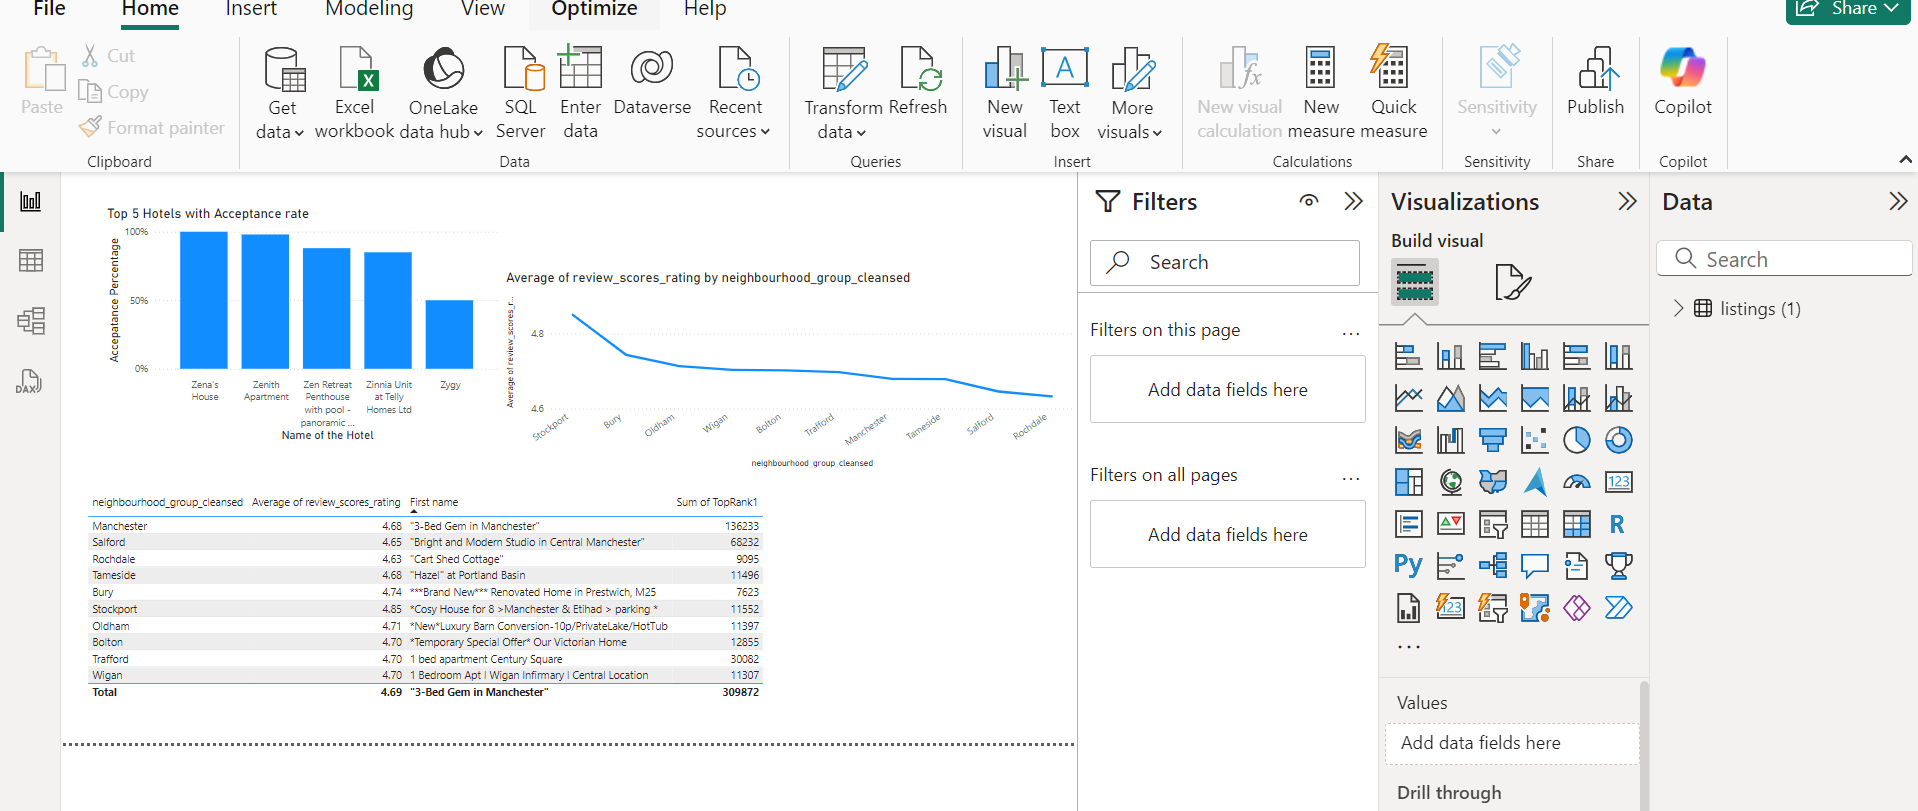 File Home Insert Modeling View Optimize Help Share
Paste
Cut
Copy
Format painter
Clipboard
Get data
Excel workbook
OneLake data hub
SQL Server
Enter data
Dataverse
Recent sources
Data
Transform data
Refresh
Queries
New visual
Text box
More visuals
Insert
New visual calculation
New measure
Quick measure
Calculations
Sensitivity
Sensitivity
Publish
Share
Copilot
Copilot
DAX
Top 5 Hotels with Acceptance rate
Accepatance Percentage
100%
50%
0%
Zena's House
Zenith Apartment
Zen Retreat Penthouse with pool - panoramic ...
Zinnia Unit at Telly Homes Ltd
Zygy
Name of the Hotel
Average of review_scores_rating by neighbourhood_group_cleansed
Average of review_scores_r...
4.8
4.6
Stockport
Bury
Oldham
Wigan
Bolton
Trafford
Manchester
Tameside
Salford
Rochdale
neighbourhood_group_cleansed
neighbourhood_group_cleansed Average of review_scores_rating First name Sum of TopRank1
Manchester 4.68 "3-Bed Gem in Manchester" 136233
Salford 4.65 "Bright and Modern Studio in Central Manchester" 68232
Rochdale 4.63 "Cart Shed Cottage" 9095
Tameside 4.68 "Hazel" at Portland Basin 11496
Bury 4.74 ***Brand New*** Renovated Home in Prestwich, M25 7623
Stockport 4.85 *Cosy House for 8 >Manchester & Etihad > parking * 11552
Oldham 4.71 *New*Luxury Barn Conversion-10p/PrivateLake/HotTub 11397
Bolton 4.70 *Temporary Special Offer* Our Victorian Home 12855
Trafford 4.70 1 bed apartment Century Square 30082
Wigan 4.70 1 Bedroom Apt l Wigan Infirmary l Central Location 11307
Total 4.69 "3-Bed Gem in Manchester" 309872
Filters
Search
Filters on this page ...
Add data fields here
Filters on all pages ...
Add data fields here
Visualizations
Build visual
123
R
Py
123
...
Values
Add data fields here
Drill through
Data
Search
listings (1)